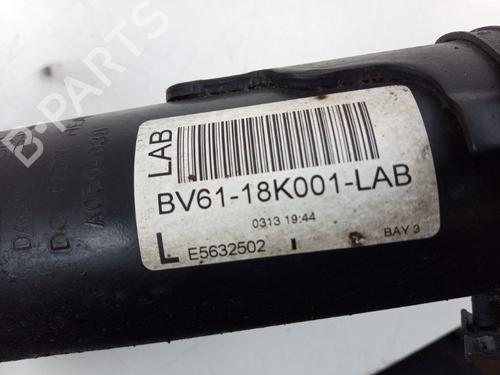 LAB
BV61-18K001-LAB
0313 19:44
L E5632502 I
BAY 3
B-PARTS